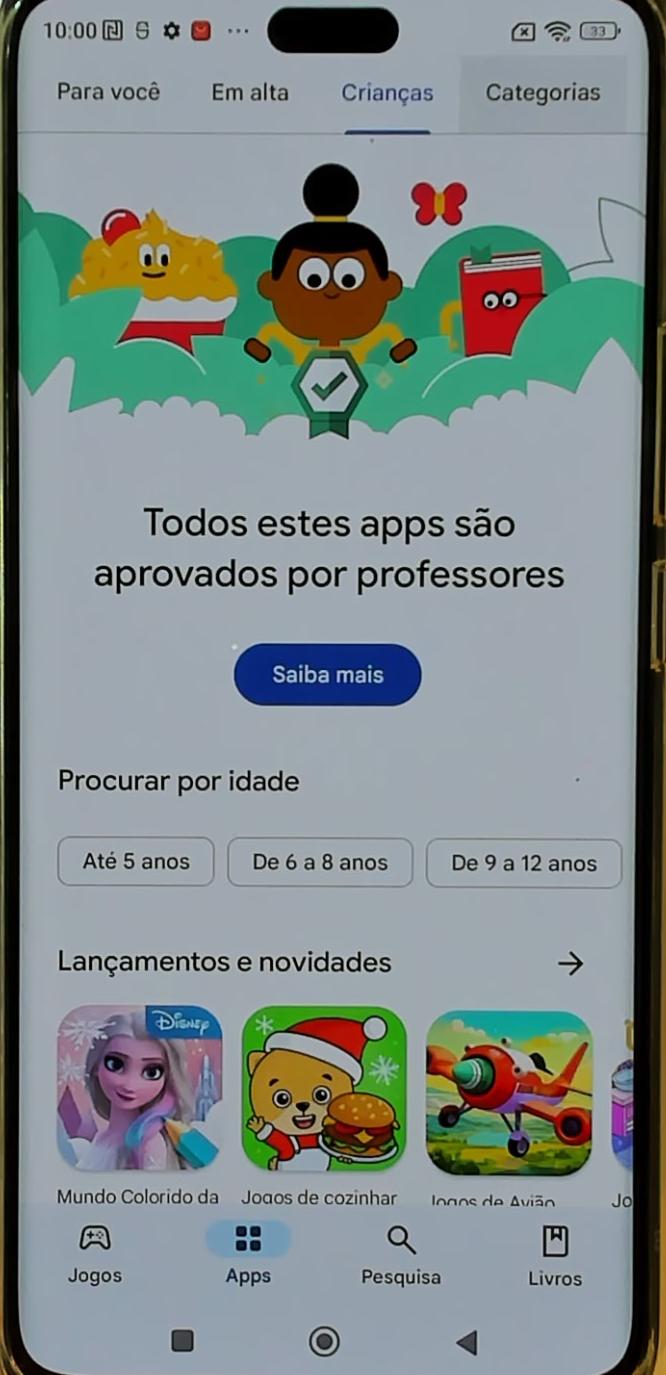 10:00
33
Para você Em alta Crianças Categorias
Todos estes apps são
aprovados por professores
Saiba mais
Procurar por idade
Até 5 anos De 6 a 8 anos De 9 a 12 anos
Lançamentos e novidades
Disney
Mundo Colorido da Jogos de cozinhar Jogos de Avião Jo
Jogos Apps Pesquisa Livros